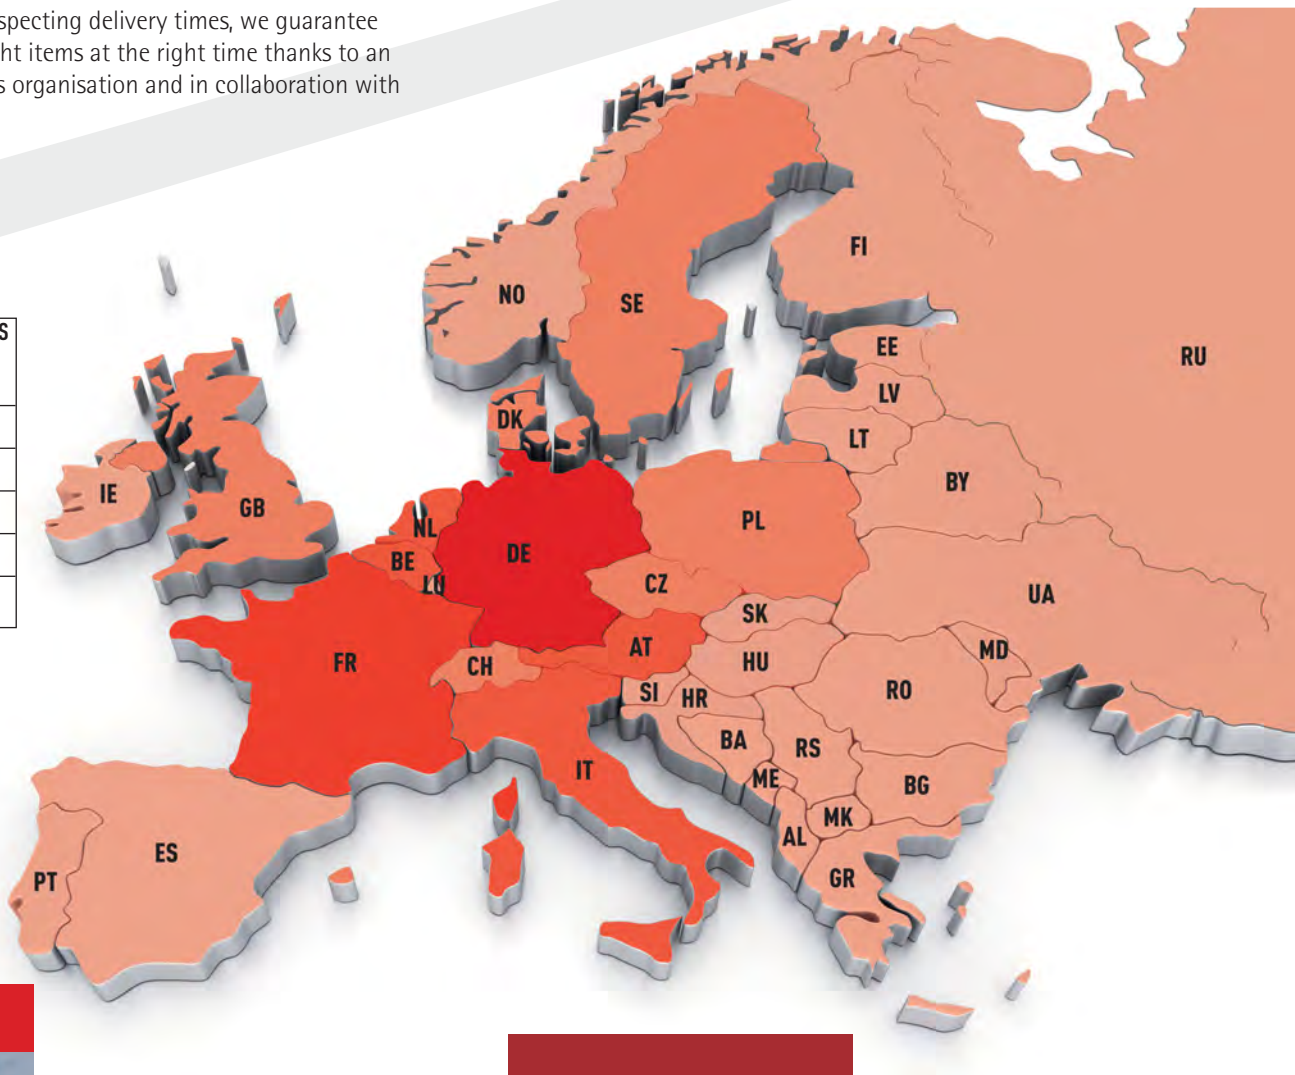 specting delivery times, we guarantee
ht items at the right time thanks to an
s organisation and in collaboration with
S
NO
SE
FI
RU
EE
LV
LT
BY
DK
IE
GB
NL
BE
LU
DE
PL
CZ
SK
UA
AT
HU
MD
FR
CH
SI
HR
RO
BA
RS
IT
ME
BG
MK
AL
ES
PT
GR